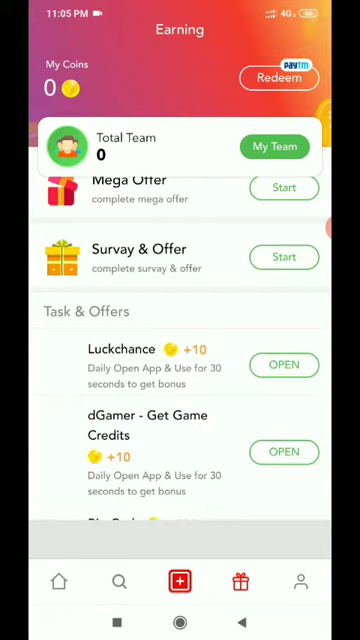 11:05 PM
4G
Earning
My Coins
0
paytm
Redeem
Total Team
0
My Team
Mega Offer
complete mega offer
Start
Survay & Offer
complete survay & offer
Start
Task & Offers
Luckchance +10
Daily Open App & Use for 30
seconds to get bonus
OPEN
dGamer - Get Game
Credits
+10
Daily Open App & Use for 30
seconds to get bonus
OPEN